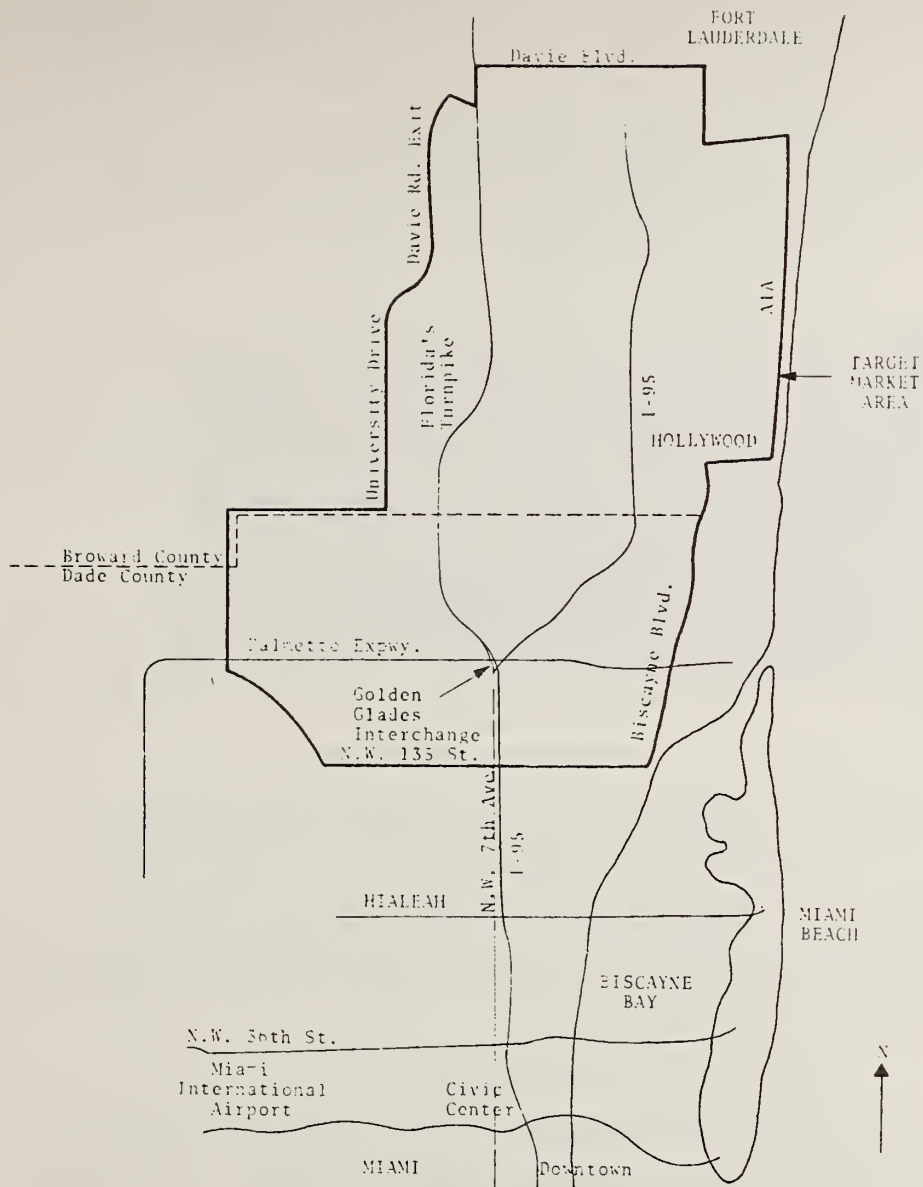 FORT
LAUDERDALE
Davie Blvd.
Davie Rd. Exit
University Drive
Florida's
Turnpike
I-95
A1A
TARGET
MARKET
AREA
HOLLYWOOD
Broward County
Dade County
Palmetto Expwy.
Biscayne Blvd.
Golden
Glades
Interchange
N.W. 135 St.
N.W. 7th Ave.
I-95
HIALEAH
MIAMI
BEACH
BISCAYNE
BAY
N.W. 36th St.
Miami
International
Airport
Civic
Center
N
MIAMI
Downtown